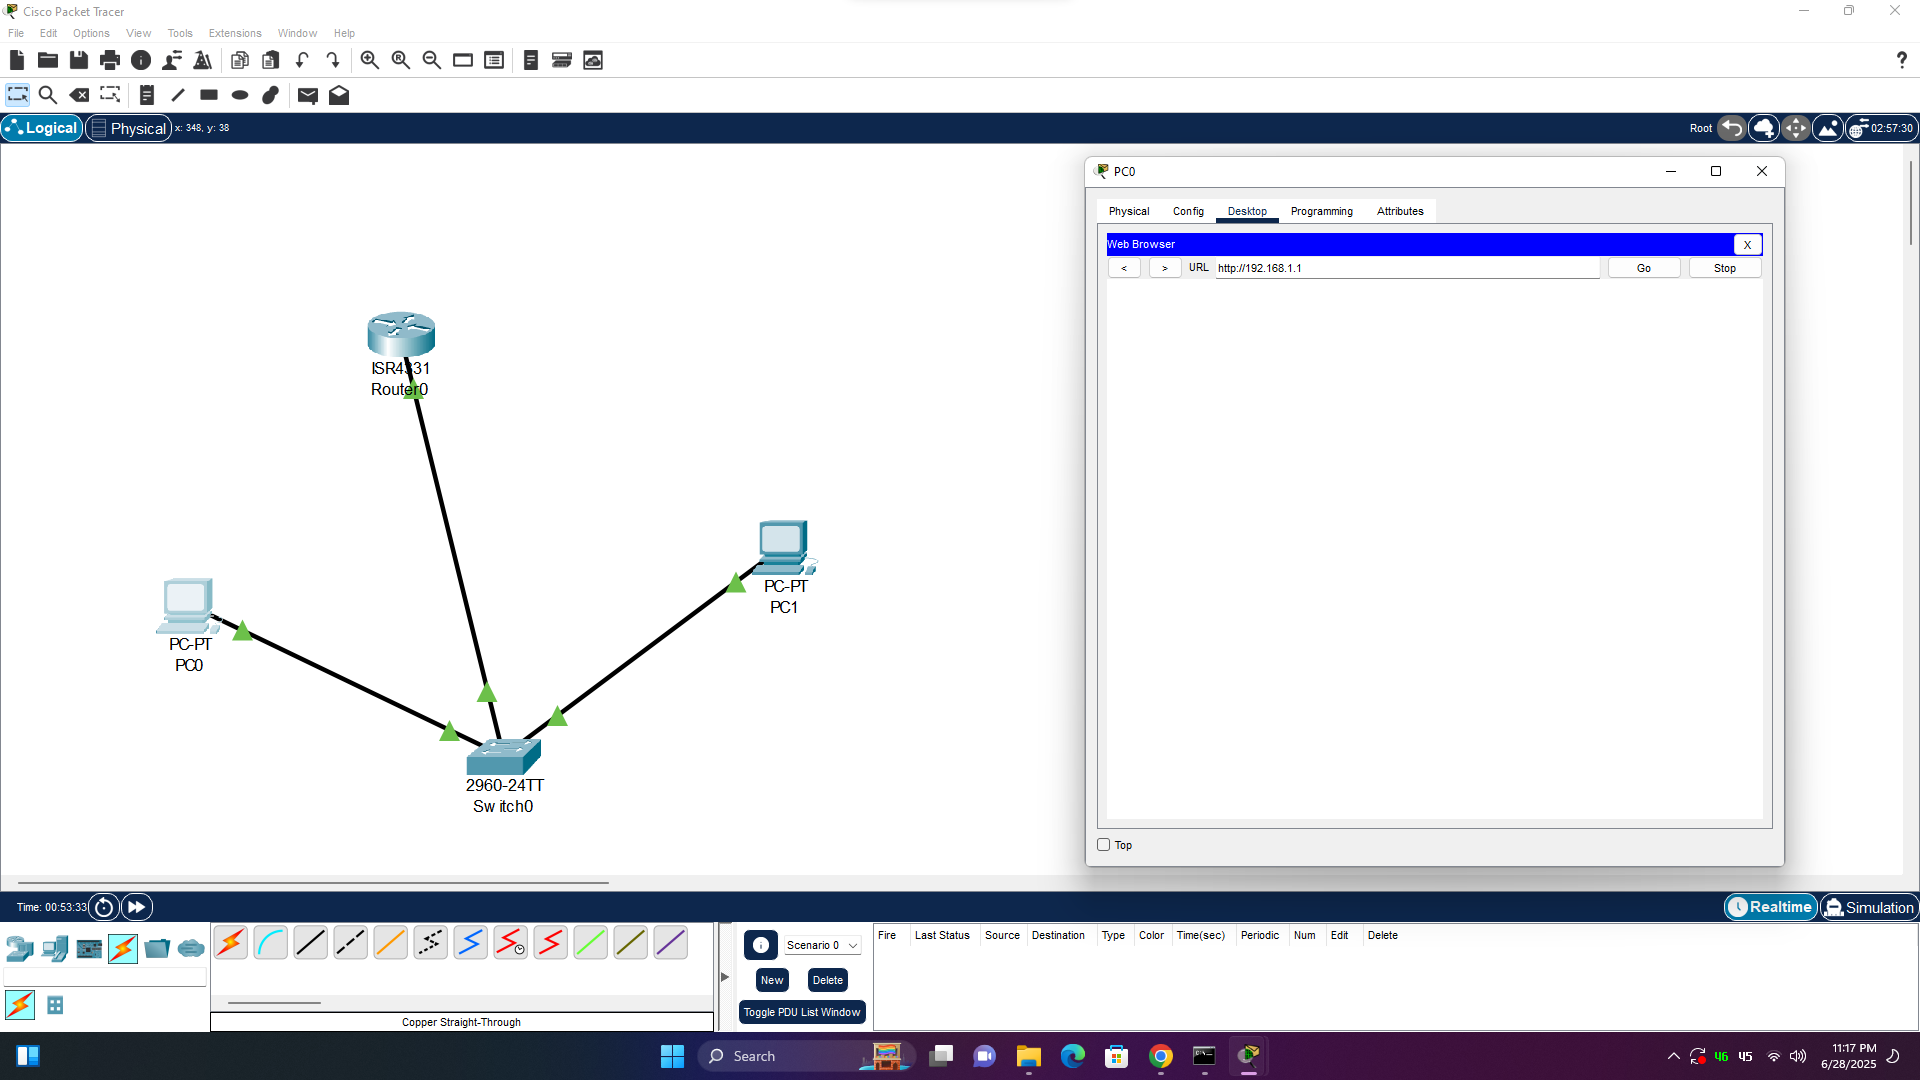 Cisco Packet Tracer
File Edit Options View Tools Extensions Window Help
?
Logical Physical x: 348, y: 38 Root 02:57:30
PC0
Physical Config Desktop Programming Attributes
Web Browser X
< > URL http://192.168.1.1 Go Stop
Top
ISR4331
Router0
PC-PT
PC1
PC-PT
PC0
2960-24TT
Switch0
Time: 00:53:33 Realtime Simulation
Scenario 0
New Delete
Toggle PDU List Window
Fire Last Status Source Destination Type Color Time(sec) Periodic Num Edit Delete
Copper Straight-Through
Search
46 45
11:17 PM
6/28/2025